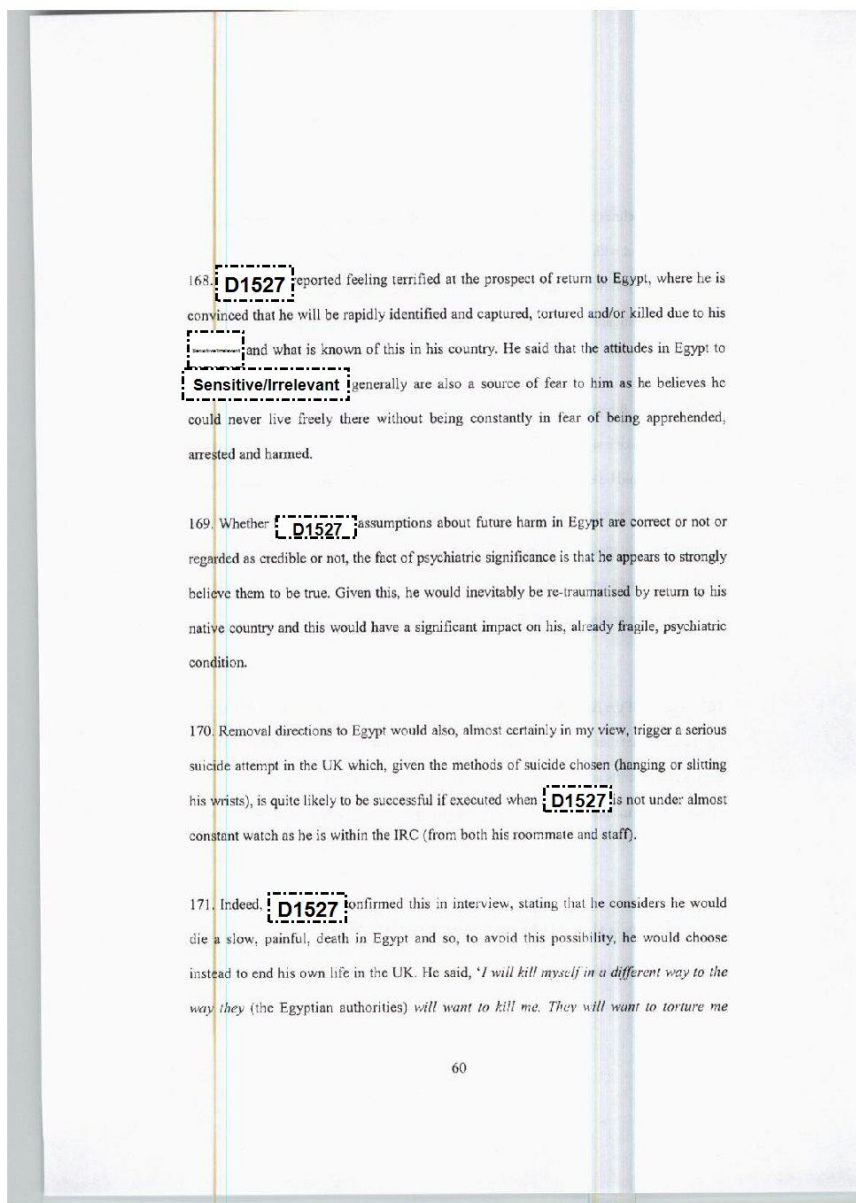 168. D1527 reported feeling terrified at the prospect of return to Egypt, where he is
convinced that he will be rapidly identified and captured, tortured and/or killed due to his
Sensitive/Irrelevant and what is known of this in his country. He said that the attitudes in Egypt to
Sensitive/Irrelevant generally are also a source of fear to him as he believes he
could never live freely there without being constantly in fear of being apprehended,
arrested and harmed.
169. Whether D1527 assumptions about future harm in Egypt are correct or not or
regarded as credible or not, the fact of psychiatric significance is that he appears to strongly
believe them to be true. Given this, he would inevitably be re-traumatised by return to his
native country and this would have a significant impact on his, already fragile, psychiatric
condition.
170. Removal directions to Egypt would also, almost certainly in my view, trigger a serious
suicide attempt in the UK which, given the methods of suicide chosen (hanging or slitting
his wrists), is quite likely to be successful if executed when D1527 is not under almost
constant watch as he is within the IRC (from both his roommate and staff).
171. Indeed, D1527 confirmed this in interview, stating that he considers he would
die a slow, painful, death in Egypt and so, to avoid this possibility, he would choose
instead to end his own life in the UK. He said, 'I will kill myself in a different way to the
way they (the Egyptian authorities) will want to kill me. They will want to torture me
60